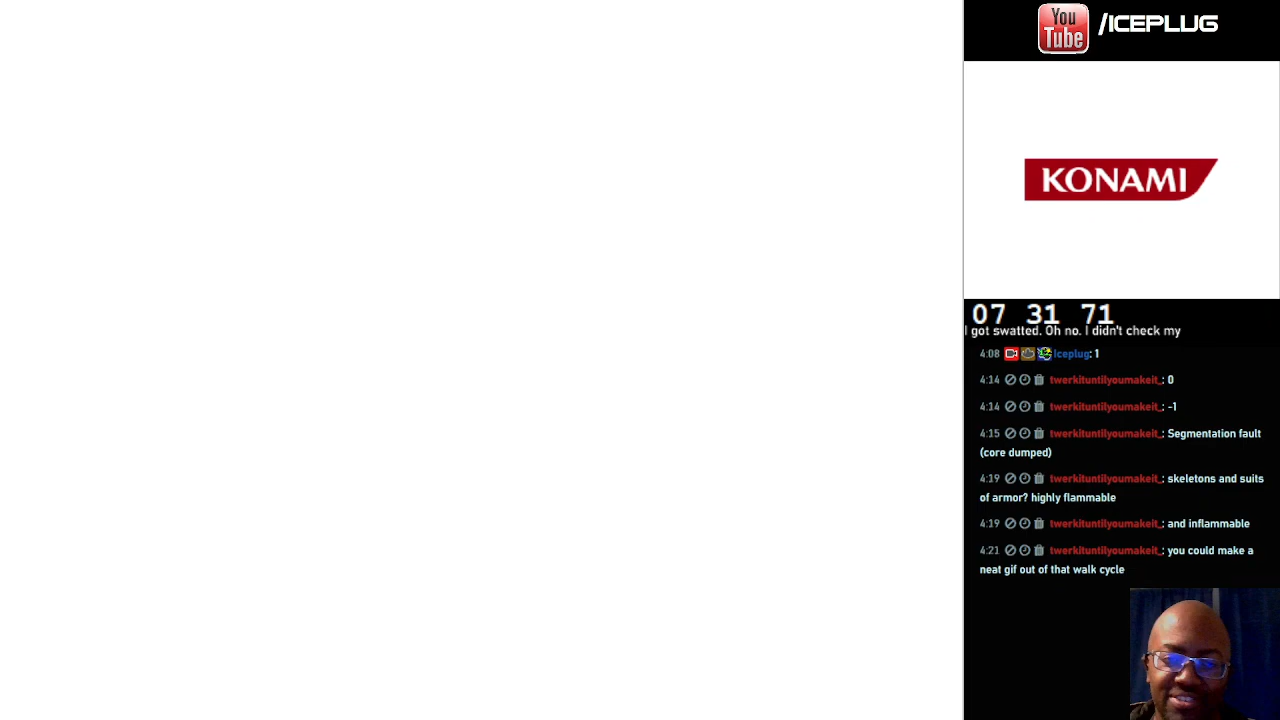 You
Tube
/ICEPLUG
KONAMI
07 31 71
I got swatted. Oh no. I didn't check my
4:08 Iceplug: 1
4:14 twerkituntilyoumakeit_: 0
4:14 twerkituntilyoumakeit_: -1
4:15 twerkituntilyoumakeit_: Segmentation fault
(core dumped)
4:19 twerkituntilyoumakeit_: skeletons and suits
of armor? highly flammable
4:19 twerkituntilyoumakeit_: and inflammable
4:21 twerkituntilyoumakeit_: you could make a
neat gif out of that walk cycle